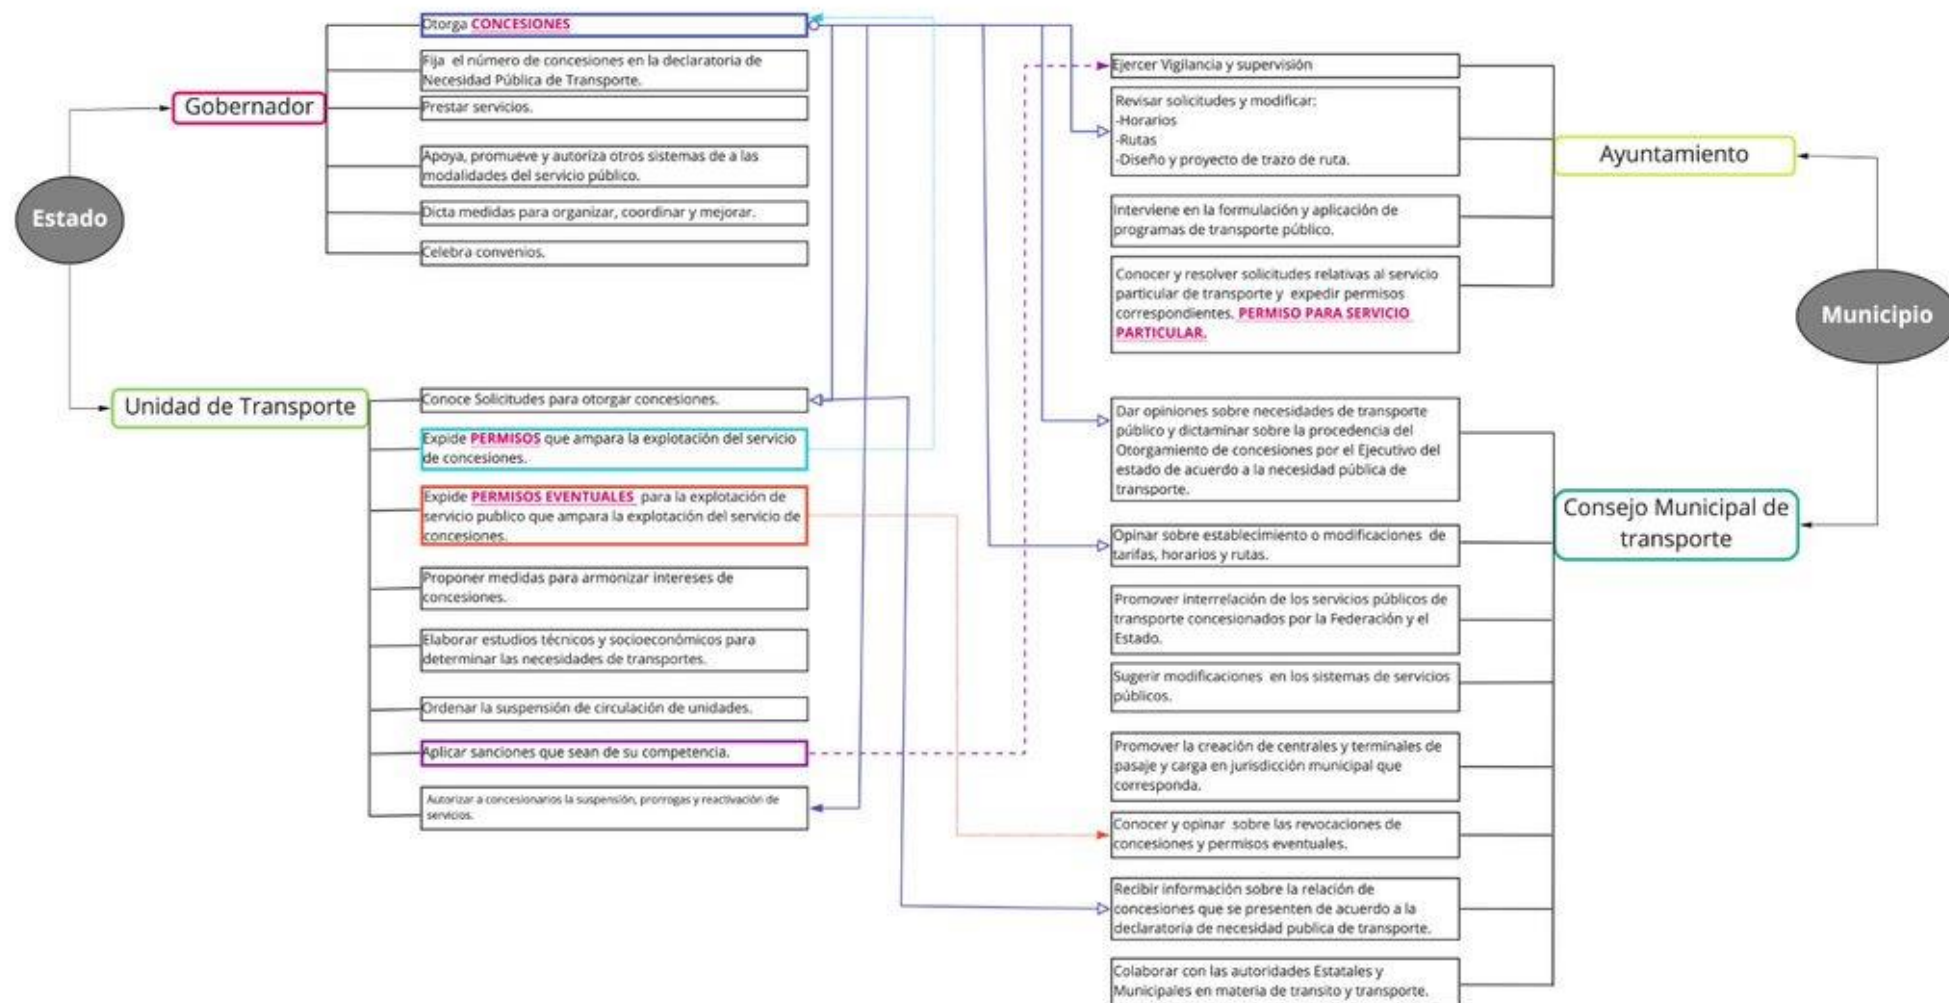 Estado
Gobernador
Otorga CONCESIONES
Fija el número de concesiones en la declaratoria de
Necesidad Pública de Transporte.
Prestar servicios.
Apoya, promueve y autoriza otros sistemas de a las
modalidades del servicio público.
Dicta medidas para organizar, coordinar y mejorar.
Celebra convenios.
Unidad de Transporte
Conoce Solicitudes para otorgar concesiones.
Expide PERMISOS que ampara la explotación del servicio
de concesiones.
Expide PERMISOS EVENTUALES para la explotación de
servicio publico que ampara la explotación del servicio de
concesiones.
Proponer medidas para armonizar intereses de
concesiones.
Elaborar estudios técnicos y socioeconómicos para
determinar las necesidades de transportes.
Ordenar la suspensión de circulación de unidades.
Aplicar sanciones que sean de su competencia.
Autorizar a concesionarios la suspensión, prorrogas y reactivación de
servicios.
Ejercer Vigilancia y supervisión
Revisar solicitudes y modificar:
-Horarios
-Rutas
-Diseño y proyecto de trazo de ruta.
Interviene en la formulación y aplicación de
programas de transporte público.
Conocer y resolver solicitudes relativas al servicio
particular de transporte y expedir permisos
correspondientes. PERMISO PARA SERVICIO
PARTICULAR.
Ayuntamiento
Municipio
Dar opiniones sobre necesidades de transporte
público y dictaminar sobre la procedencia del
Otorgamiento de concesiones por el Ejecutivo del
estado de acuerdo a la necesidad pública de
transporte.
Opinar sobre establecimiento o modificaciones de
tarifas, horarios y rutas.
Promover interrelación de los servicios públicos de
transporte concesionados por la Federación y el
Estado.
Sugerir modificaciones en los sistemas de servicios
públicos.
Promover la creación de centrales y terminales de
pasaje y carga en jurisdicción municipal que
corresponda.
Conocer y opinar sobre las revocaciones de
concesiones y permisos eventuales.
Recibir información sobre la relación de
concesiones que se presenten de acuerdo a la
declaratoria de necesidad publica de transporte.
Colaborar con las autoridades Estatales y
Municipales en materia de transito y transporte.
Consejo Municipal de
transporte